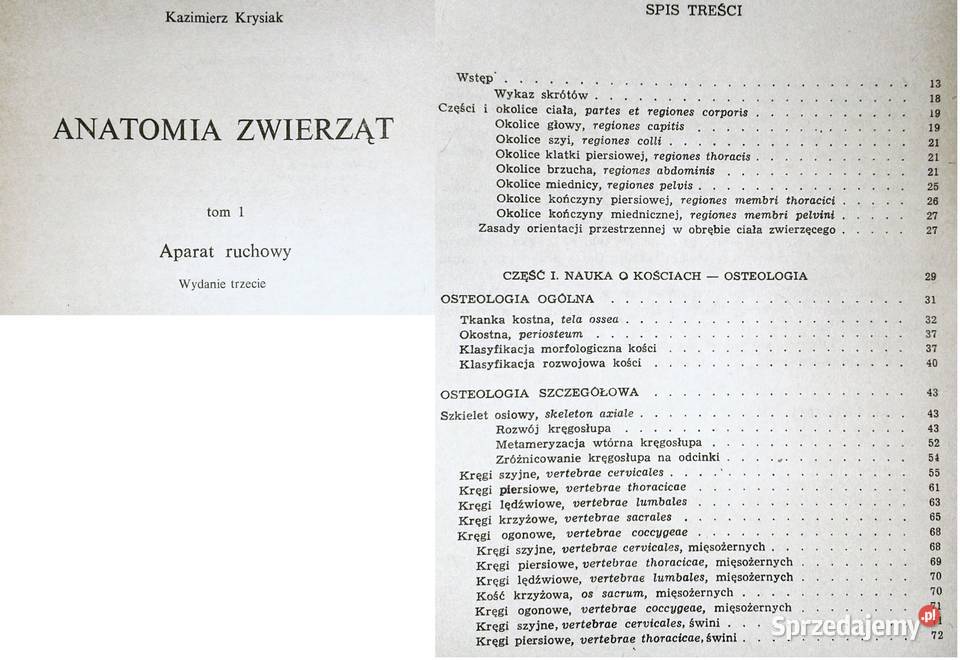 Kazimierz Krysiak
ANATOMIA ZWIERZĄT
tom 1
Aparat ruchowy
Wydanie trzecie
SPIS TREŚCI
Wstęp . . . . . . . . . . 13
Wykaz skrótów . . . . . . . . . . 18
Części i okolice ciała, partes et regiones corporis . . . . . . . . . . 19
Okolice głowy, regiones capitis . . . . . . . . . . 19
Okolice szyi, regiones colli . . . . . . . . . . 21
Okolice klatki piersiowej, regiones thoracis . . . . . . . . . . 21
Okolice brzucha, regiones abdominis . . . . . . . . . . 21
Okolice miednicy, regiones pelvis . . . . . . . . . . 25
Okolice kończyny piersiowej, regiones membri thoracici . . . . 26
Okolice kończyny miednicznej, regiones membri pelvini . . . . 27
Zasady orientacji przestrzennej w obrębie ciała zwierzęcego . . . . . 27
CZĘŚĆ I. NAUKA O KOŚCIACH — OSTEOLOGIA 29
OSTEOLOGIA OGÓLNA . . . . . . . . . . 31
Tkanka kostna, tela ossea . . . . . . . . . . 32
Okostna, periosteum . . . . . . . . . . 37
Klasyfikacja morfologiczna kości . . . . . . . . . . 37
Klasyfikacja rozwojowa kości . . . . . . . . . . 40
OSTEOLOGIA SZCZEGÓŁOWA . . . . . . . . . . 43
Szkielet osiowy, skeleton axiale . . . . . . . . . . 43
Rozwój kręgosłupa . . . . . . . . . . 43
Metameryzacja wtórna kręgosłupa . . . . . . . . . . 52
Zróżnicowanie kręgosłupa na odcinki . . . . . . . . . . 54
Kręgi szyjne, vertebrae cervicales . . . . . . . . . . 55
Kręgi piersiowe, vertebrae thoracicae . . . . . . . . . . 61
Kręgi lędźwiowe, vertebrae lumbales . . . . . . . . . . 63
Kręgi krzyżowe, vertebrae sacrales . . . . . . . . . . 65
Kręgi ogonowe, vertebrae coccygeae . . . . . . . . . . 68
Kręgi szyjne, vertebrae cervicales, mięsożernych . . . . . . . 68
Kręgi piersiowe, vertebrae thoracicae, mięsożernych . . . . . . 69
Kręgi lędźwiowe, vertebrae lumbales, mięsożernych . . . . . . 70
Kość krzyżowa, os sacrum, mięsożernych . . . . . . . . . . 70
Kręgi ogonowe, vertebrae coccygeae, mięsożernych . . . . . . 71
Kręgi szyjne, vertebrae cervicales, świni . . . . . . . . . . 71
Kręgi piersiowe, vertebrae thoracicae, świni . . . . . . . . . . 72
Sprzedajemy .pl